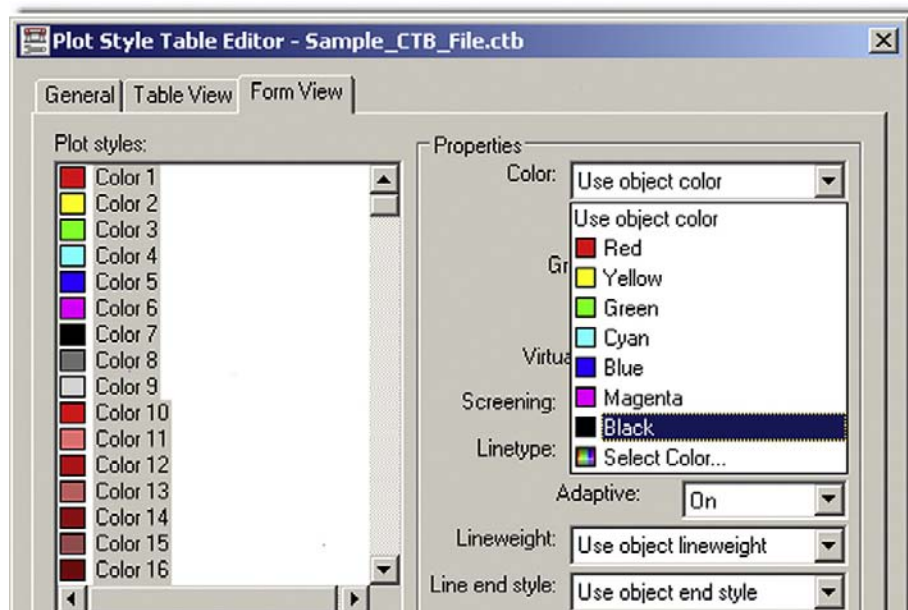 Plot Style Table Editor - Sample_CTB_File.ctb
General Table View Form View
Plot styles:
Color 1
Color 2
Color 3
Color 4
Color 5
Color 6
Color 7
Color 8
Color 9
Color 10
Color 11
Color 12
Color 13
Color 14
Color 15
Color 16
Properties
Color: Use object color
Use object color
Red
Gr Yellow
Green
Cyan
Virtua Blue
Screening: Magenta
Black
Linetype: Select Color...
Adaptive: On
Lineweight: Use object lineweight
Line end style: Use object end style